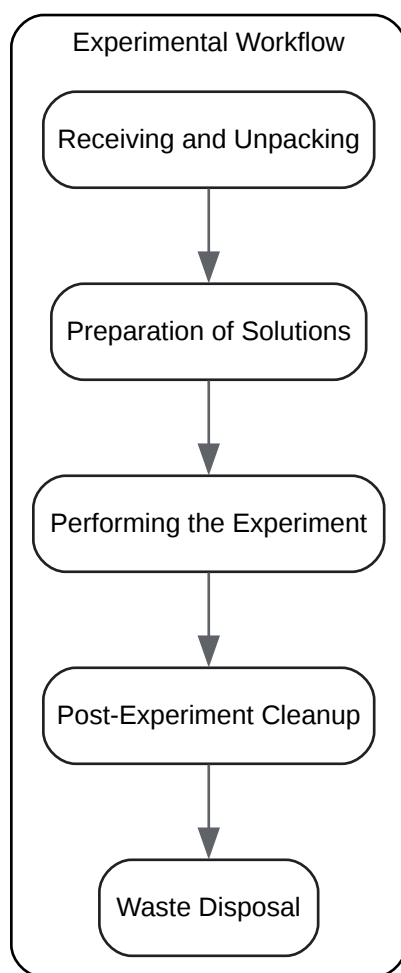 Experimental Workflow
Receiving and Unpacking
Preparation of Solutions
Performing the Experiment
Post-Experiment Cleanup
Waste Disposal